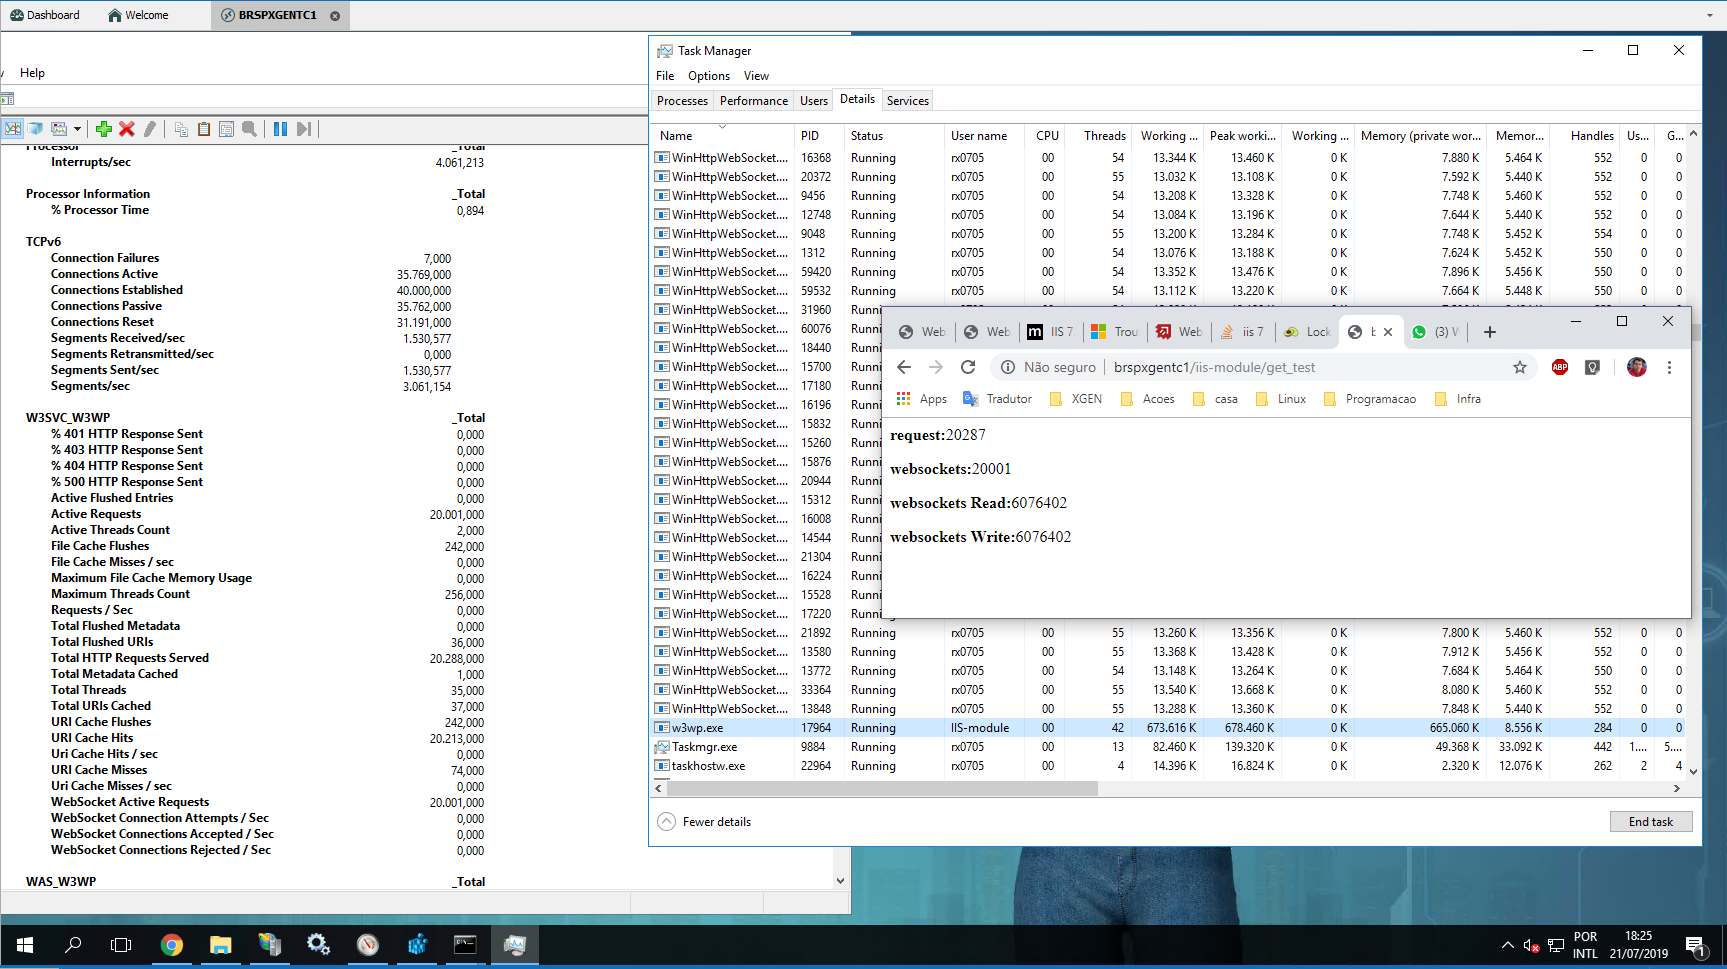 Dashboard Welcome BRSPXGENTC1
Help
Processor _Total
Interrupts/sec 4.061,213
Processor Information _Total
% Processor Time 0,894
TCPv6
Connection Failures 7,000
Connections Active 35.769,000
Connections Established 40.000,000
Connections Passive 35.762,000
Connections Reset 31.191,000
Segments Received/sec 1.530,577
Segments Retransmitted/sec 0,000
Segments Sent/sec 1.530,577
Segments/sec 3.061,154
W3SVC_W3WP _Total
% 401 HTTP Response Sent 0,000
% 403 HTTP Response Sent 0,000
% 404 HTTP Response Sent 0,000
% 500 HTTP Response Sent 0,000
Active Flushed Entries 0,000
Active Requests 20.001,000
Active Threads Count 2,000
File Cache Flushes 242,000
File Cache Misses / sec 0,000
Maximum File Cache Memory Usage 0,000
Maximum Threads Count 256,000
Requests / Sec 0,000
Total Flushed Metadata 0,000
Total Flushed URIs 36,000
Total HTTP Requests Served 20.288,000
Total Metadata Cached 1,000
Total Threads 35,000
Total URIs Cached 37,000
URI Cache Flushes 242,000
URI Cache Hits 20.213,000
Uri Cache Hits / sec 0,000
URI Cache Misses 74,000
Uri Cache Misses / sec 0,000
WebSocket Active Requests 20.001,000
WebSocket Connection Attempts / Sec 0,000
WebSocket Connections Accepted / Sec 0,000
WebSocket Connections Rejected / Sec 0,000
WAS_W3WP _Total
Task Manager
File Options View
Processes Performance Users Details Services
Name PID Status User name CPU Threads Working ... Peak worki... Working ... Memory (private wor... Memor... Handles Us... G...
WinHttpWebSocket.... 16368 Running rx0705 00 54 13.344 K 13.460 K 0 K 7.880 K 5.464 K 552 0 0
WinHttpWebSocket.... 20372 Running rx0705 00 55 13.032 K 13.108 K 0 K 7.592 K 5.440 K 552 0 0
WinHttpWebSocket.... 9456 Running rx0705 00 54 13.208 K 13.328 K 0 K 7.748 K 5.460 K 552 0 0
WinHttpWebSocket.... 12748 Running rx0705 00 54 13.084 K 13.196 K 0 K 7.644 K 5.440 K 552 0 0
WinHttpWebSocket.... 9048 Running rx0705 00 55 13.200 K 13.284 K 0 K 7.748 K 5.452 K 554 0 0
WinHttpWebSocket.... 1312 Running rx0705 00 54 13.076 K 13.188 K 0 K 7.624 K 5.452 K 550 0 0
WinHttpWebSocket.... 59420 Running rx0705 00 54 13.352 K 13.476 K 0 K 7.896 K 5.456 K 550 0 0
WinHttpWebSocket.... 59532 Running rx0705 00 54 13.112 K 13.220 K 0 K 7.664 K 5.448 K 550 0 0
WinHttpWebSocket.... 31960 Runni
WinHttpWebSocket.... 60076 Runni
WinHttpWebSocket.... 18440 Runni
WinHttpWebSocket.... 15700 Runni
WinHttpWebSocket.... 17180 Runni
WinHttpWebSocket.... 16196 Runni
WinHttpWebSocket.... 15832 Runni
WinHttpWebSocket.... 15260 Runni
WinHttpWebSocket.... 15876 Runni
WinHttpWebSocket.... 20944 Runni
WinHttpWebSocket.... 15312 Runni
WinHttpWebSocket.... 16008 Runni
WinHttpWebSocket.... 14544 Runni
WinHttpWebSocket.... 21304 Runni
WinHttpWebSocket.... 16224 Runni
WinHttpWebSocket.... 15528 Runni
WinHttpWebSocket.... 17220 Runni
WinHttpWebSocket.... 21892 Running rx0705 00 55 13.260 K 13.356 K 0 K 7.800 K 5.460 K 552 0 0
WinHttpWebSocket.... 13580 Running rx0705 00 55 13.368 K 13.428 K 0 K 7.912 K 5.456 K 552 0 0
WinHttpWebSocket.... 13772 Running rx0705 00 54 13.148 K 13.264 K 0 K 7.684 K 5.464 K 550 0 0
WinHttpWebSocket.... 33364 Running rx0705 00 55 13.540 K 13.668 K 0 K 8.080 K 5.460 K 552 0 0
WinHttpWebSocket.... 13848 Running rx0705 00 55 13.288 K 13.360 K 0 K 7.848 K 5.440 K 552 0 0
w3wp.exe 17964 Running IIS-module 00 42 673.616 K 678.460 K 0 K 665.060 K 8.556 K 284 0 0
Taskmgr.exe 9884 Running rx0705 00 13 82.460 K 139.320 K 0 K 49.368 K 33.092 K 442 1.... 5....
taskhostw.exe 22964 Running rx0705 00 4 14.396 K 16.824 K 0 K 2.320 K 12.076 K 262 2 4
Fewer details End task
Web Web m IIS 7. Trou Web iis 7 Lock b (3) W
Não seguro brspxgentc1/iis-module/get_test ABP
Apps Tradutor XGEN Acoes casa Linux Programacao Infra
request:20287
websockets:20001
websockets Read:6076402
websockets Write:6076402
POR 18:25
INTL 21/07/2019 1